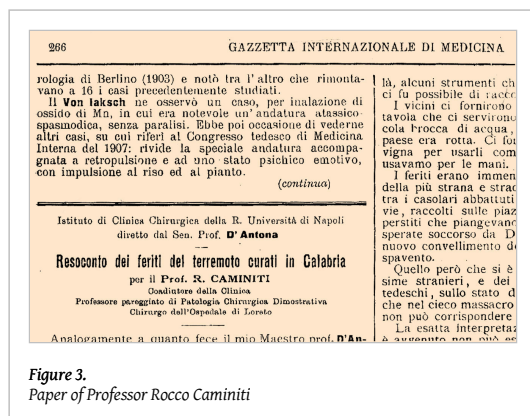 266
GAZZETTA INTERNAZIONALE DI MEDICINA
rologia di Berlino (1903) e notò tra l'altro che rimonta-
vano a 16 i casi precedentemente studiati.
Il Von Iaksch ne osservò un caso, per inalazione di
ossido di Mn, in cui era notevole un'andatura atassico-
spasmodica, senza paralisi. Ebbe poi occasione di vederne
altri casi, su cui riferì al Congresso tedesco di Medicina
Interna del 1907: rivide la speciale andatura accompa-
gnata a retropulsione e ad uno stato psichico emotivo,
con impulsione al riso ed al pianto.
(continua)
Istituto di Clinica Chirurgica della R. Università di Napoli
diretto dal Sen. Prof. D'Antona
Resoconto dei feriti del terremoto curati in Calabria
per il Prof. R. CAMINITI
Coadiutore della Clinica
Professore pareggiato di Patologia Chirurgica Dimostrativa
Chirurgo dell'Ospedale di Loreto
Analogamente a quanto fece il mio Maestro prof. D'An-
là, alcuni strumenti ch
ci fu possibile di
I vicini ci fornirono
tavola che ci servirono
cola brocca di acqua,
paese era rotta. Ci
vigna per usarli com
usavamo per le mani.
I feriti erano immen
della più strana e
tra i casolari abbattuti
vie, raccolti sulle piaz
perstiti che piangevano
sperate soccorso da D
nuovo convellimento
spavento.
Quello però che si è
sime stranieri, e dei
tedeschi, sullo stato d
che nel cieco massacro
non può corrispondere
La esatta interpretaz
è avvenuto non può es
Figure 3.
Paper of Professor Rocco Caminiti